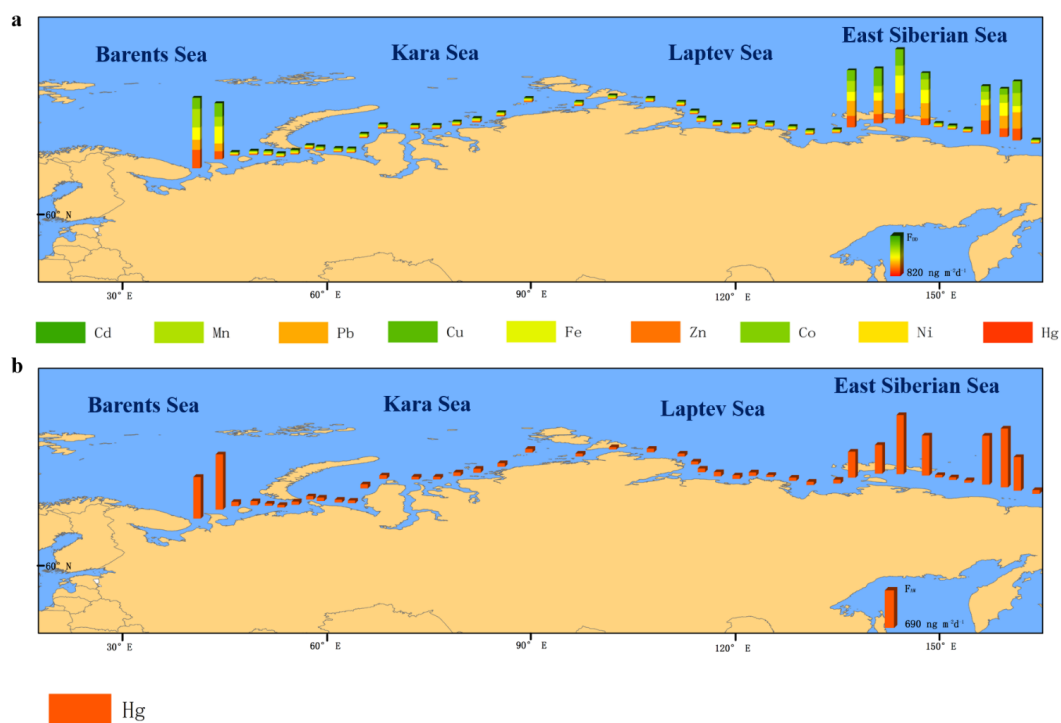 a
Barents Sea
Kara Sea
Laptev Sea
East Siberian Sea
60° N
820 ng m⁻²d⁻¹
30° E
60° E
90° E
120° E
150° E
Cd
Mn
Pb
Cu
Fe
Zn
Co
Ni
Hg
b
Barents Sea
Kara Sea
Laptev Sea
East Siberian Sea
60° N
690 ng m⁻²d⁻¹
30° E
60° E
90° E
120° E
150° E
Hg